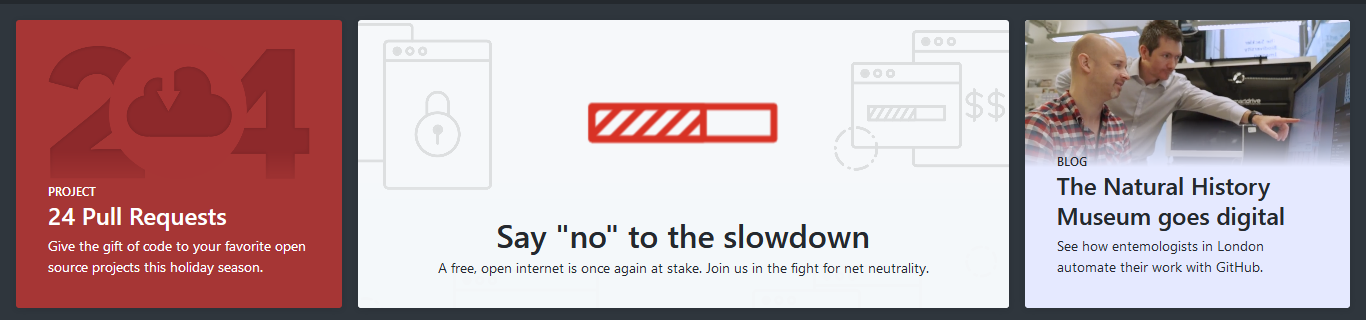 24
PROJECT
24 Pull Requests
Give the gift of code to your favorite open
source projects this holiday season.
$$
Say "no" to the slowdown
A free, open internet is once again at stake. Join us in the fight for net neutrality.
BLOG
The Natural History
Museum goes digital
See how entemologists in London
automate their work with GitHub.